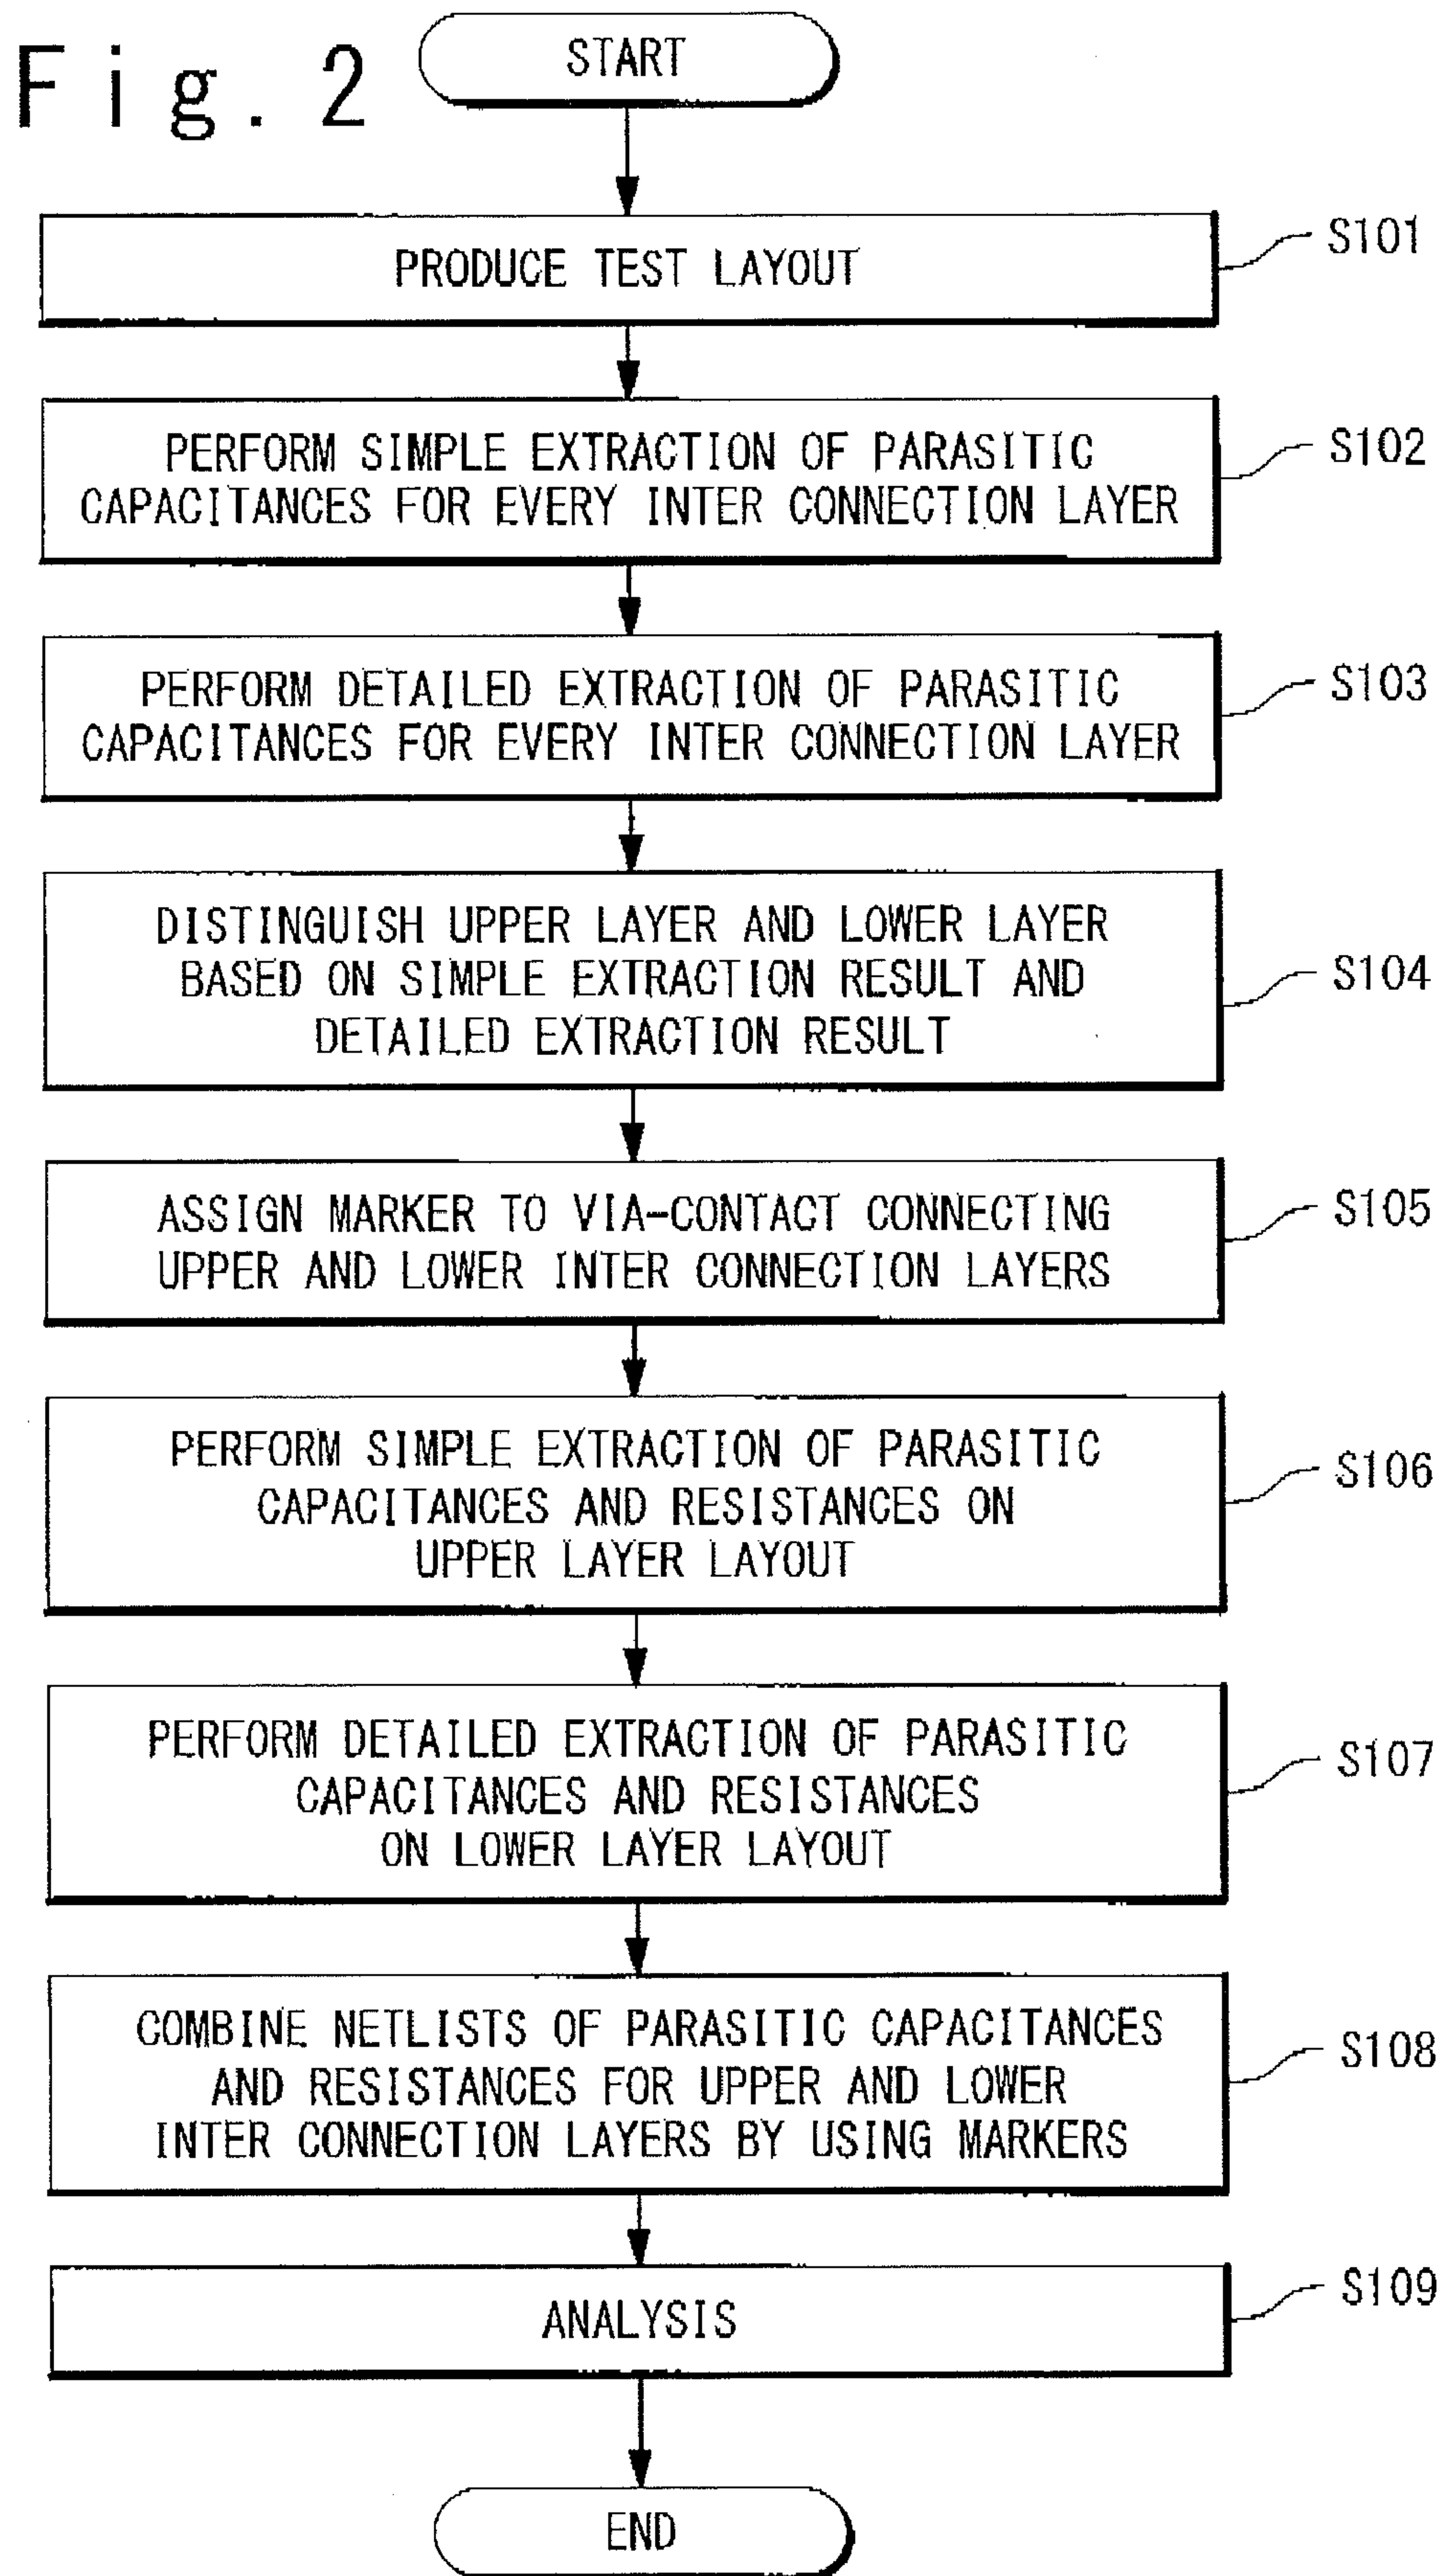 Fig. 2
START
PRODUCE TEST LAYOUT
S101
PERFORM SIMPLE EXTRACTION OF PARASITIC
CAPACITANCES FOR EVERY INTER CONNECTION LAYER
S102
PERFORM DETAILED EXTRACTION OF PARASITIC
CAPACITANCES FOR EVERY INTER CONNECTION LAYER
S103
DISTINGUISH UPPER LAYER AND LOWER LAYER
BASED ON SIMPLE EXTRACTION RESULT AND
DETAILED EXTRACTION RESULT
S104
ASSIGN MARKER TO VIA-CONTACT CONNECTING
UPPER AND LOWER INTER CONNECTION LAYERS
S105
PERFORM SIMPLE EXTRACTION OF PARASITIC
CAPACITANCES AND RESISTANCES ON
UPPER LAYER LAYOUT
S106
PERFORM DETAILED EXTRACTION OF PARASITIC
CAPACITANCES AND RESISTANCES
ON LOWER LAYER LAYOUT
S107
COMBINE NETLISTS OF PARASITIC CAPACITANCES
AND RESISTANCES FOR UPPER AND LOWER
INTER CONNECTION LAYERS BY USING MARKERS
S108
ANALYSIS
S109
END